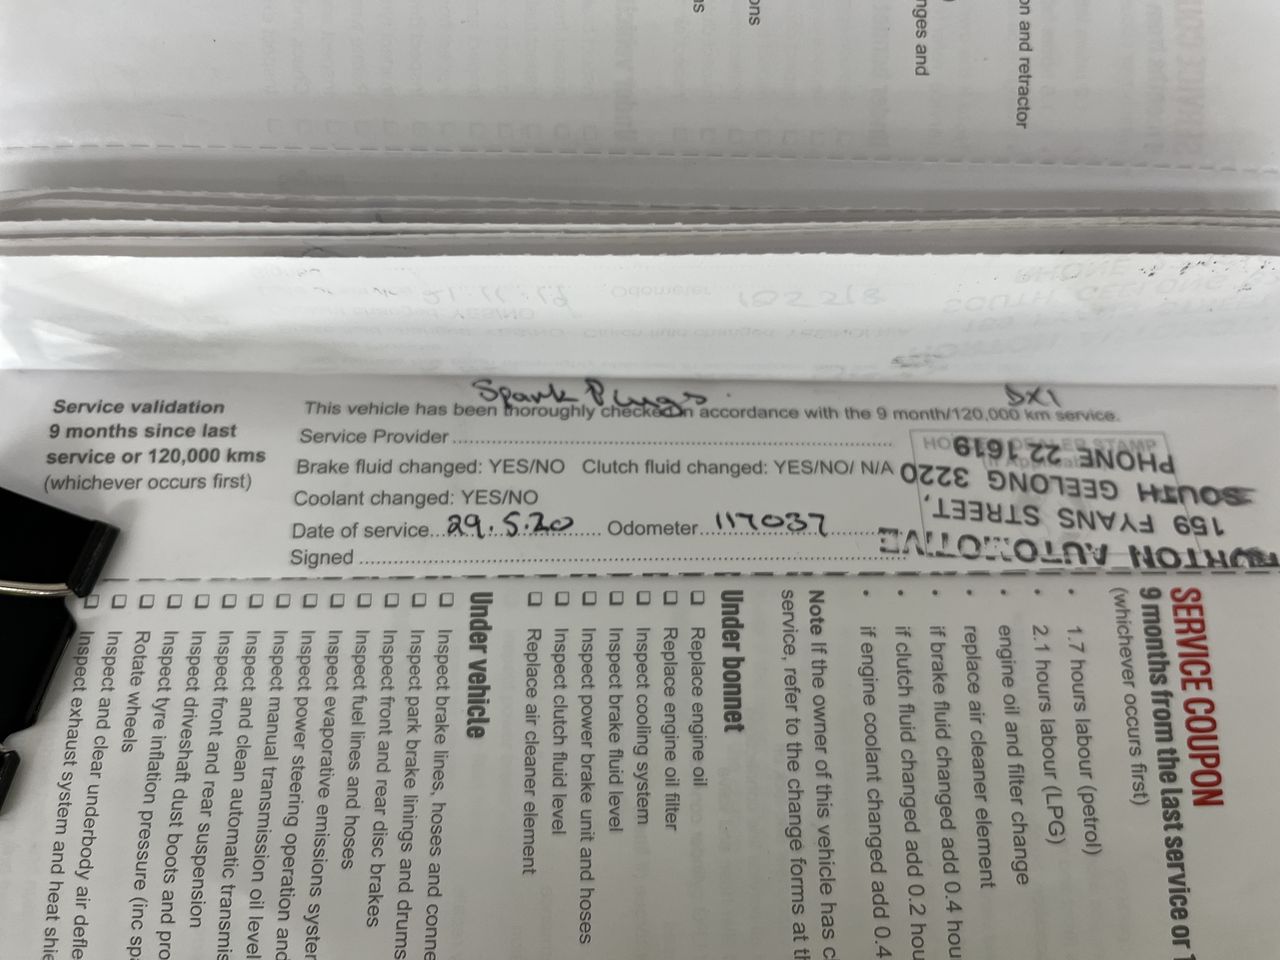 ons
nges and
on and retractor
21.11.19 Odometer 102218
Spark Plugs.
DX1
Service validation
9 months since last
service or 120,000 kms
(whichever occurs first)
This vehicle has been thoroughly checked in accordance with the 9 month/120,000 km service.
Service Provider
Brake fluid changed: YES/NO Clutch fluid changed: YES/NO/ N/A
Coolant changed: YES/NO
Date of service 29.5.20 Odometer 117037
Signed
DEALER STAMP
URTON AUTOMOTIVE
159 FYANS STREET,
SOUTH GEELONG 3220
PHONE 22 1619
SERVICE COUPON
9 months from the last service or 1
(whichever occurs first)
• 1.7 hours labour (petrol)
• 2.1 hours labour (LPG)
• engine oil and filter change
• replace air cleaner element
• if brake fluid changed add 0.4 hou
• if clutch fluid changed add 0.2 hou
• if engine coolant changed add 0.4
Note If the owner of this vehicle has c
service, refer to the change forms at th
Under bonnet
Replace engine oil
Replace engine oil filter
Inspect cooling system
Inspect brake fluid level
Inspect power brake unit and hoses
Inspect clutch fluid level
Replace air cleaner element
Under vehicle
Inspect brake lines, hoses and conne
Inspect park brake linings and drums
Inspect front and rear disc brakes
Inspect fuel lines and hoses
Inspect evaporative emissions syster
Inspect power steering operation and
Inspect manual transmission oil level
Inspect and clean automatic transmis
Inspect front and rear suspension
Inspect driveshaft dust boots and pro
Inspect tyre inflation pressure (inc spa
Rotate wheels
Inspect and clear underbody air defle
Inspect exhaust system and heat shie